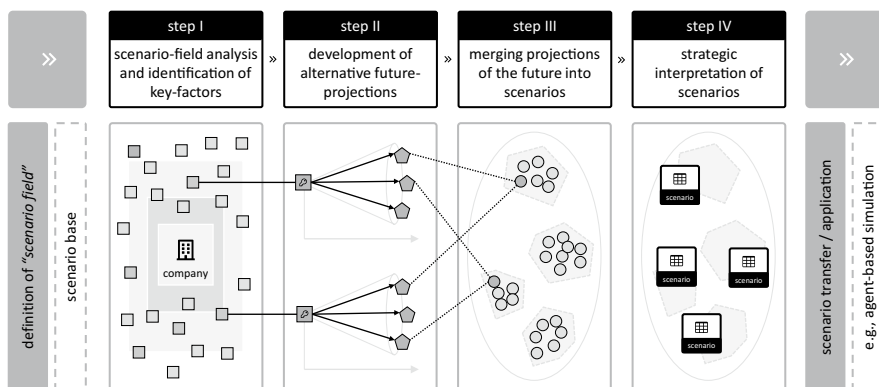 step I
scenario-field analysis
and identification of
key-factors
»
step II
development of
alternative future-
projections
»
step III
merging projections
of the future into
scenarios
»
step IV
strategic
interpretation of
scenarios
»
»
definition of “scenario field”
scenario base
company
scenario
scenario
scenario
scenario
scenario transfer / application
e.g., agent-based simulation